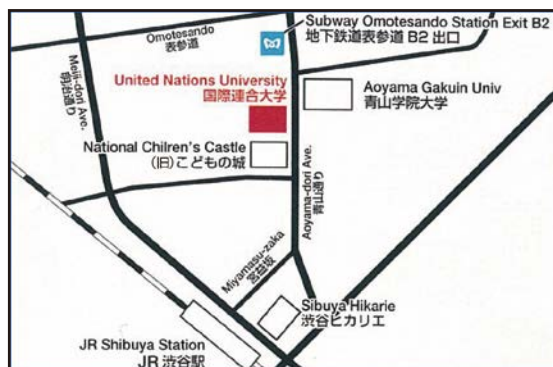 Subway Omotesando Station Exit B2
地下鉄道表参道 B2 出口
Omotesando
表参道
Meiji-dori Ave.
明治通り
United Nations University
国際連合大学
Aoyama Gakuin Univ
青山学院大学
National Chilren's Castle
(旧)こどもの城
Aoyama-dori Ave.
青山通り
Miyamasu-zaka
宮益坂
Sibuya Hikarie
渋谷ヒカリエ
JR Shibuya Station
JR 渋谷駅